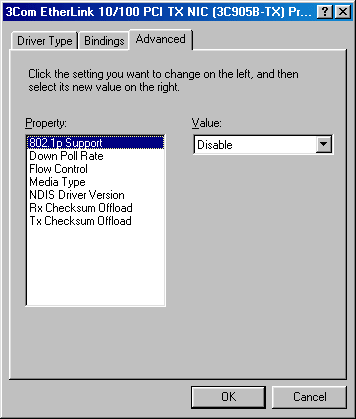 3Com EtherLink 10/100 PCI TX NIC (3C905B-TX) Pr...
Driver Type
Bindings
Advanced
Click the setting you want to change on the left, and then
select its new value on the right.
Property:
802.1p Support
Down Poll Rate
Flow Control
Media Type
NDIS Driver Version
Rx Checksum Offload
Tx Checksum Offload
Value:
Disable
OK
Cancel